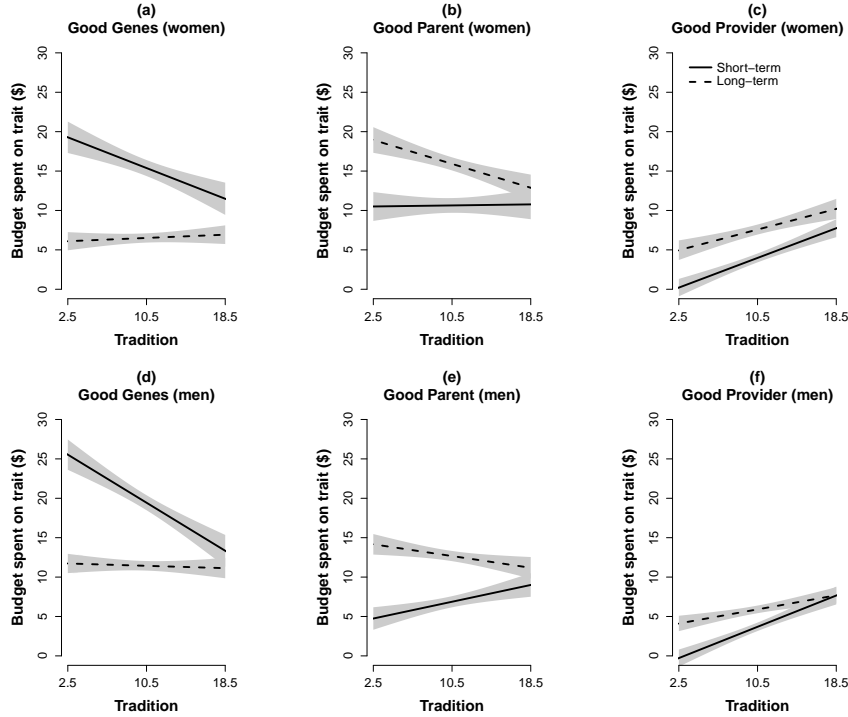 (a)
Good Genes (women)
Budget spent on trait ($)
0
5
10
15
20
25
30
2.5 10.5 18.5
Tradition
(b)
Good Parent (women)
Budget spent on trait ($)
0
5
10
15
20
25
30
2.5 10.5 18.5
Tradition
(c)
Good Provider (women)
Budget spent on trait ($)
0
5
10
15
20
25
30
Short−term
Long−term
2.5 10.5 18.5
Tradition
(d)
Good Genes (men)
Budget spent on trait ($)
0
5
10
15
20
25
30
2.5 10.5 18.5
Tradition
(e)
Good Parent (men)
Budget spent on trait ($)
0
5
10
15
20
25
30
2.5 10.5 18.5
Tradition
(f)
Good Provider (men)
Budget spent on trait ($)
0
5
10
15
20
25
30
2.5 10.5 18.5
Tradition